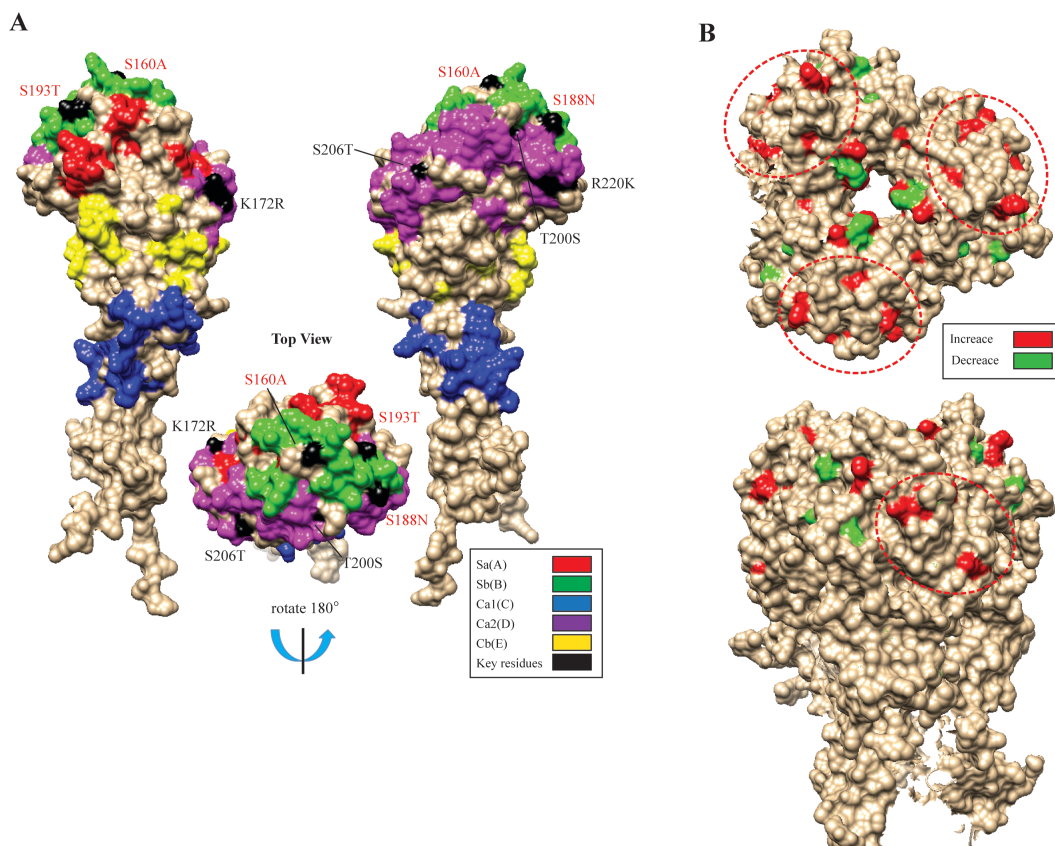 A
B
S160A
S193T
K172R
S160A
S188N
S206T
R220K
T200S
Top View
S160A
S193T
K172R
S188N
S206T
T200S
rotate 180°
Sa(A)
Sb(B)
Ca1(C)
Ca2(D)
Cb(E)
Key residues
Increace
Decreace